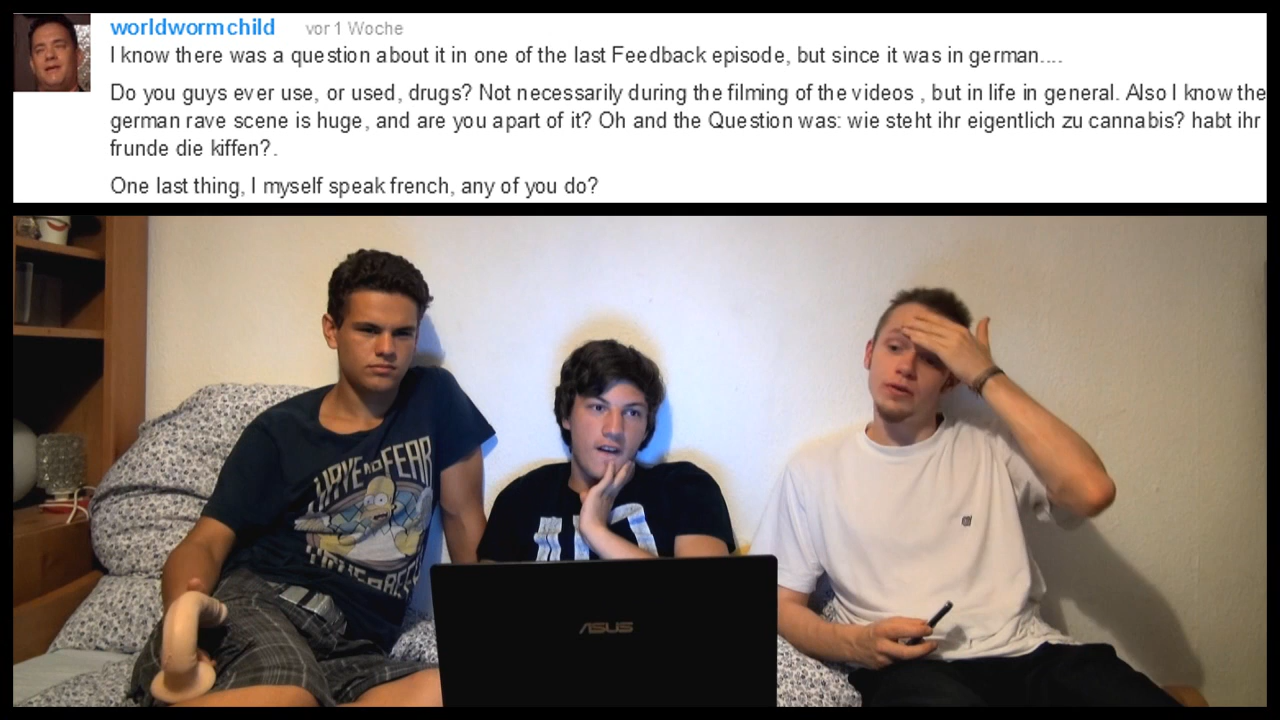 worldwormchild vor 1 Woche
I know there was a question about it in one of the last Feedback episode, but since it was in german....
Do you guys ever use, or used, drugs? Not necessarily during the filming of the videos , but in life in general. Also I know the
german rave scene is huge, and are you apart of it? Oh and the Question was: wie steht ihr eigentlich zu cannabis? habt ihr
frunde die kiffen?.
One last thing, I myself speak french, any of you do?
FEAR
ASUS